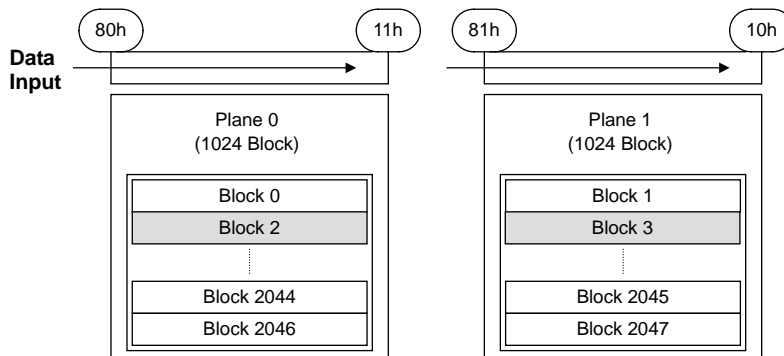 80h
11h
81h
10h
Data
Input
Plane 0
(1024 Block)
Plane 1
(1024 Block)
Block 0
Block 2
Block 2044
Block 2046
Block 1
Block 3
Block 2045
Block 2047